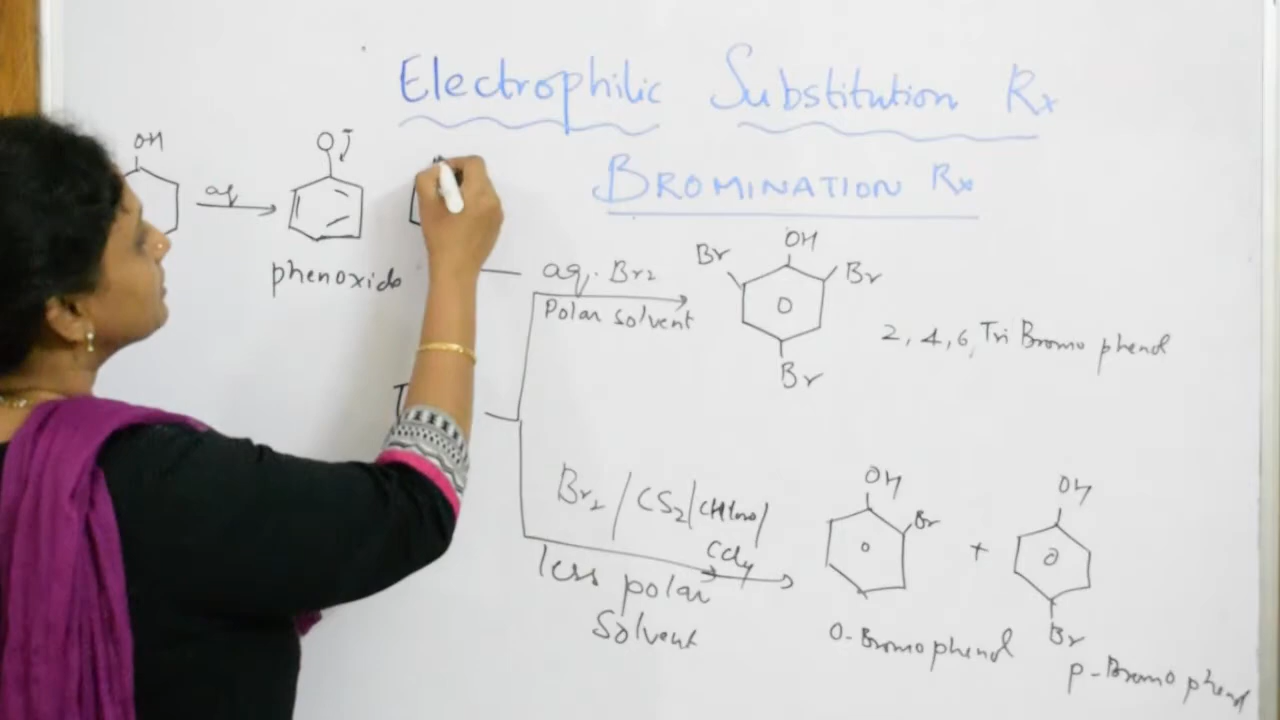 Electrophilic Substitution Rx
BROMINATION Rx
OH
aq
O
phenoxide
aq. Br2
Polar solvent
OH
Br
Br
Br
2, 4, 6, Tri Bromo phenol
Br2/CS2/CHloro/
CCl4
less polar
Solvent
OH
Br
O-Bromophenol
+
OH
Br
p-Bromo phenol